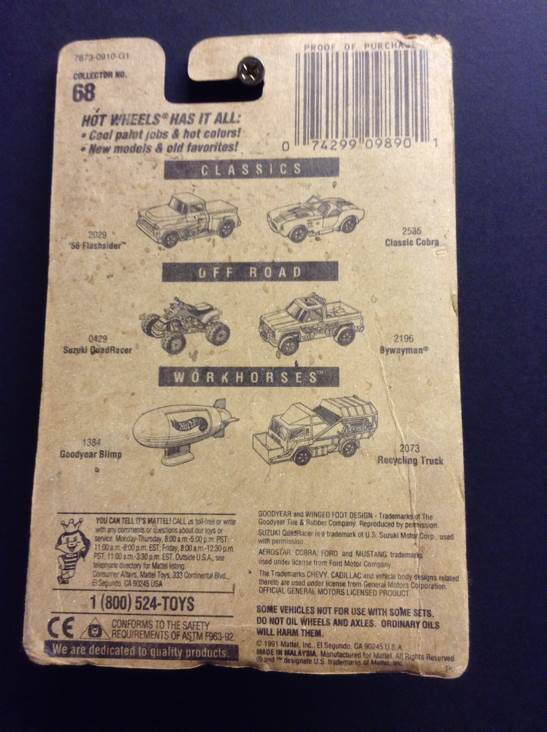 7873-0910-G1
COLLECTOR NO.
68
PROOF OF PURCHASE
HOT WHEELS® HAS IT ALL:
• Cool paint jobs & hot colors!
• New models & old favorites!
0 74299 09890 1
CLASSICS
2029
'56 Flashsider™
2535
Classic Cobra
OFF ROAD
0429
Suzuki QuadRacer
2196
Bywayman®
WORKHORSES™
1384
Goodyear Blimp
2073
Recycling Truck
YOU CAN TELL IT'S MATTEL! CALL us toll-free or write
with any comments or questions about our toys or
service. Monday-Thursday, 8:00 a.m.-5:00 p.m. PST;
11:00 a.m.-8:00 p.m. EST; Friday, 8:00 a.m.-12:30 p.m.
PST, 11:00 a.m.-3:30 p.m. EST. Outside U.S.A., see
telephone directory for Mattel listing.
Consumer Affairs, Mattel Toys, 333 Continental Blvd.,
El Segundo, CA 90245 USA
1 (800) 524-TOYS
CE
CONFORMS TO THE SAFETY
REQUIREMENTS OF ASTM F963-92.
We are dedicated to quality products.
GOODYEAR and WINGED FOOT DESIGN - Trademarks of The
Goodyear Tire & Rubber Company. Reproduced by permission.
SUZUKI QuadRacer is a trademark of U.S. Suzuki Motor Corp., used
with permission.
AEROSTAR, COBRA, FORD and MUSTANG trademarks
used under license from Ford Motor Company.
The Trademarks CHEVY, CADILLAC and vehicle body designs related
thereto are used under license from General Motors Corporation.
OFFICIAL GENERAL MOTORS LICENSED PRODUCT
SOME VEHICLES NOT FOR USE WITH SOME SETS.
DO NOT OIL WHEELS AND AXLES. ORDINARY OILS
WILL HARM THEM.
© 1991 Mattel, Inc., El Segundo, CA 90245 U.S.A.
MADE IN MALAYSIA. Manufactured for Mattel. All Rights Reserved.
® and ™ designate U.S. trademarks of Mattel, Inc.